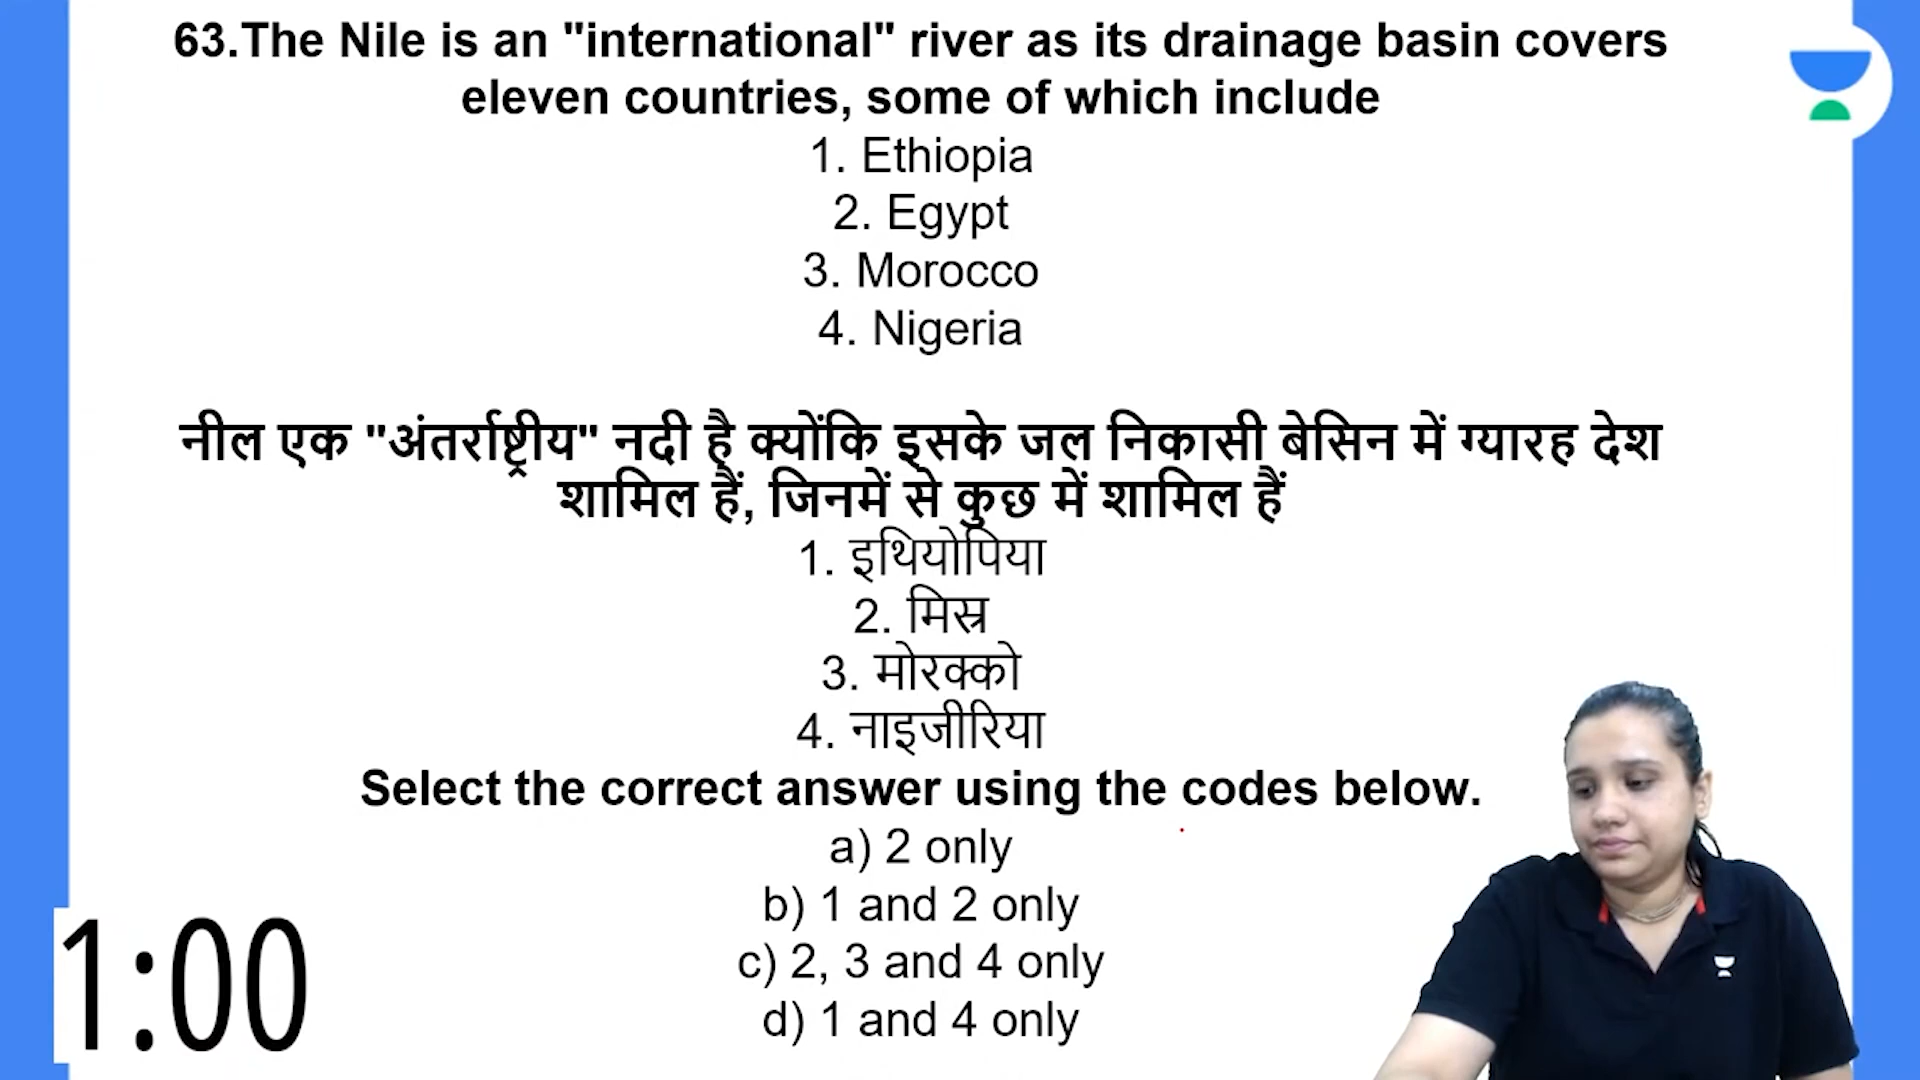 63.The Nile is an "international" river as its drainage basin covers
eleven countries, some of which include
1. Ethiopia
2. Egypt
3. Morocco
4. Nigeria
नील एक "अंतर्राष्ट्रीय" नदी है क्योंकि इसके जल निकासी बेसिन में ग्यारह देश
शामिल हैं, जिनमें से कुछ में शामिल हैं
1. इथियोपिया
2. मिस्र
3. मोरक्को
4. नाइजीरिया
Select the correct answer using the codes below.
a) 2 only
b) 1 and 2 only
c) 2, 3 and 4 only
d) 1 and 4 only
1:00